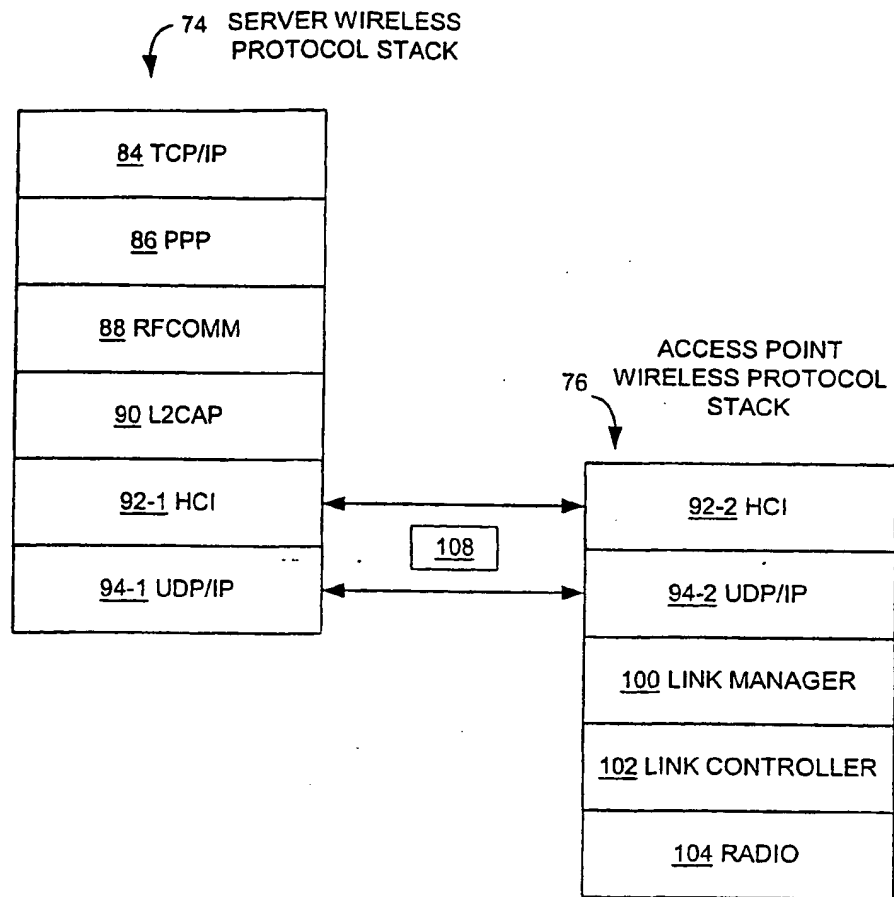 74 SERVER WIRELESS
PROTOCOL STACK
84 TCP/IP
86 PPP
88 RFCOMM
90 L2CAP
92-1 HCI
94-1 UDP/IP
108
ACCESS POINT
76 WIRELESS PROTOCOL
STACK
92-2 HCI
94-2 UDP/IP
100 LINK MANAGER
102 LINK CONTROLLER
104 RADIO